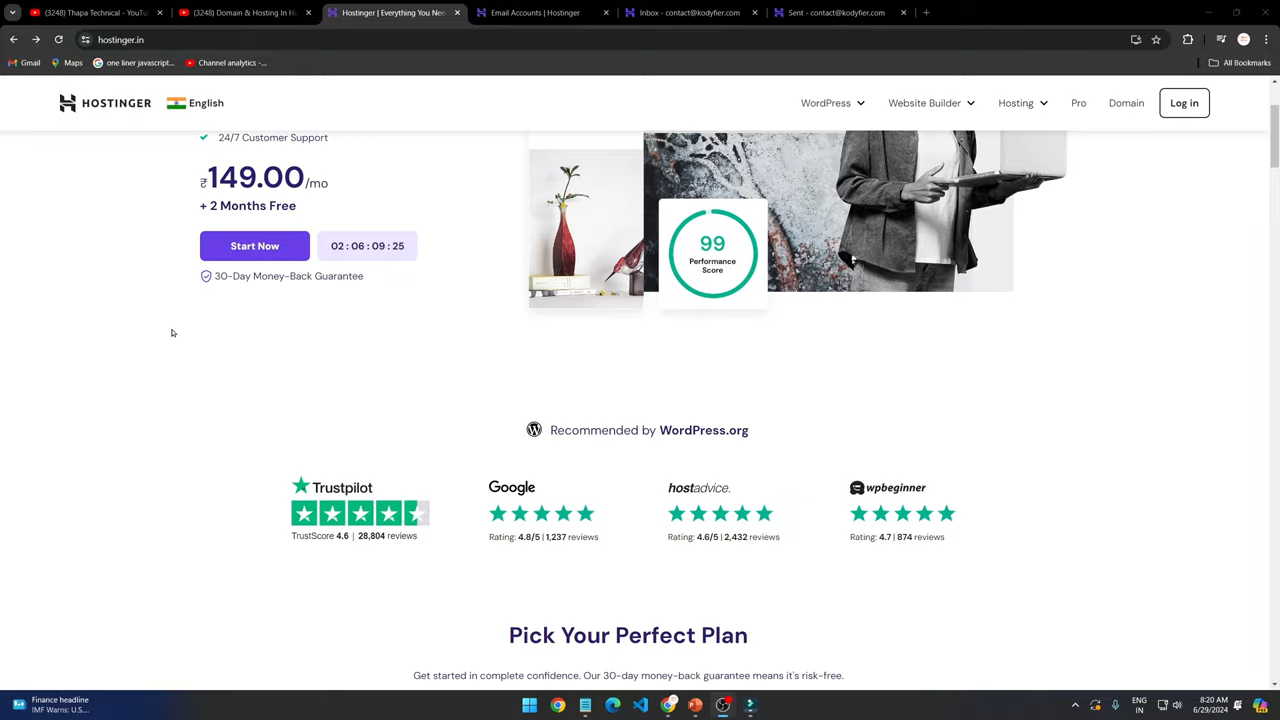 (3248) Thapa Technical - YouTu
(3248) Domain & Hosting In H
Hostinger | Everything You Nee
Email Accounts | Hostinger
Inbox - contact@kodyfier.com
Sent - contact@kodyfier.com
hostinger.in
Gmail
Maps
one liner javascript...
Channel analytics -...
All Bookmarks
HOSTINGER
English
WordPress
Website Builder
Hosting
Pro
Domain
Log in
24/7 Customer Support
₹149.00/mo
+ 2 Months Free
Start Now
02 : 06 : 09 : 25
30-Day Money-Back Guarantee
99
Performance
Score
Recommended by WordPress.org
Trustpilot
TrustScore 4.6 | 28,804 reviews
Google
Rating: 4.8/5 | 1,237 reviews
hostadvice.
Rating: 4.6/5 | 2,432 reviews
wpbeginner
Rating: 4.7 | 874 reviews
Pick Your Perfect Plan
Get started in complete confidence. Our 30-day money-back guarantee means it's risk-free.
Finance headline
IMF Warns: U.S....
ENG
IN
8:20 AM
6/29/2024